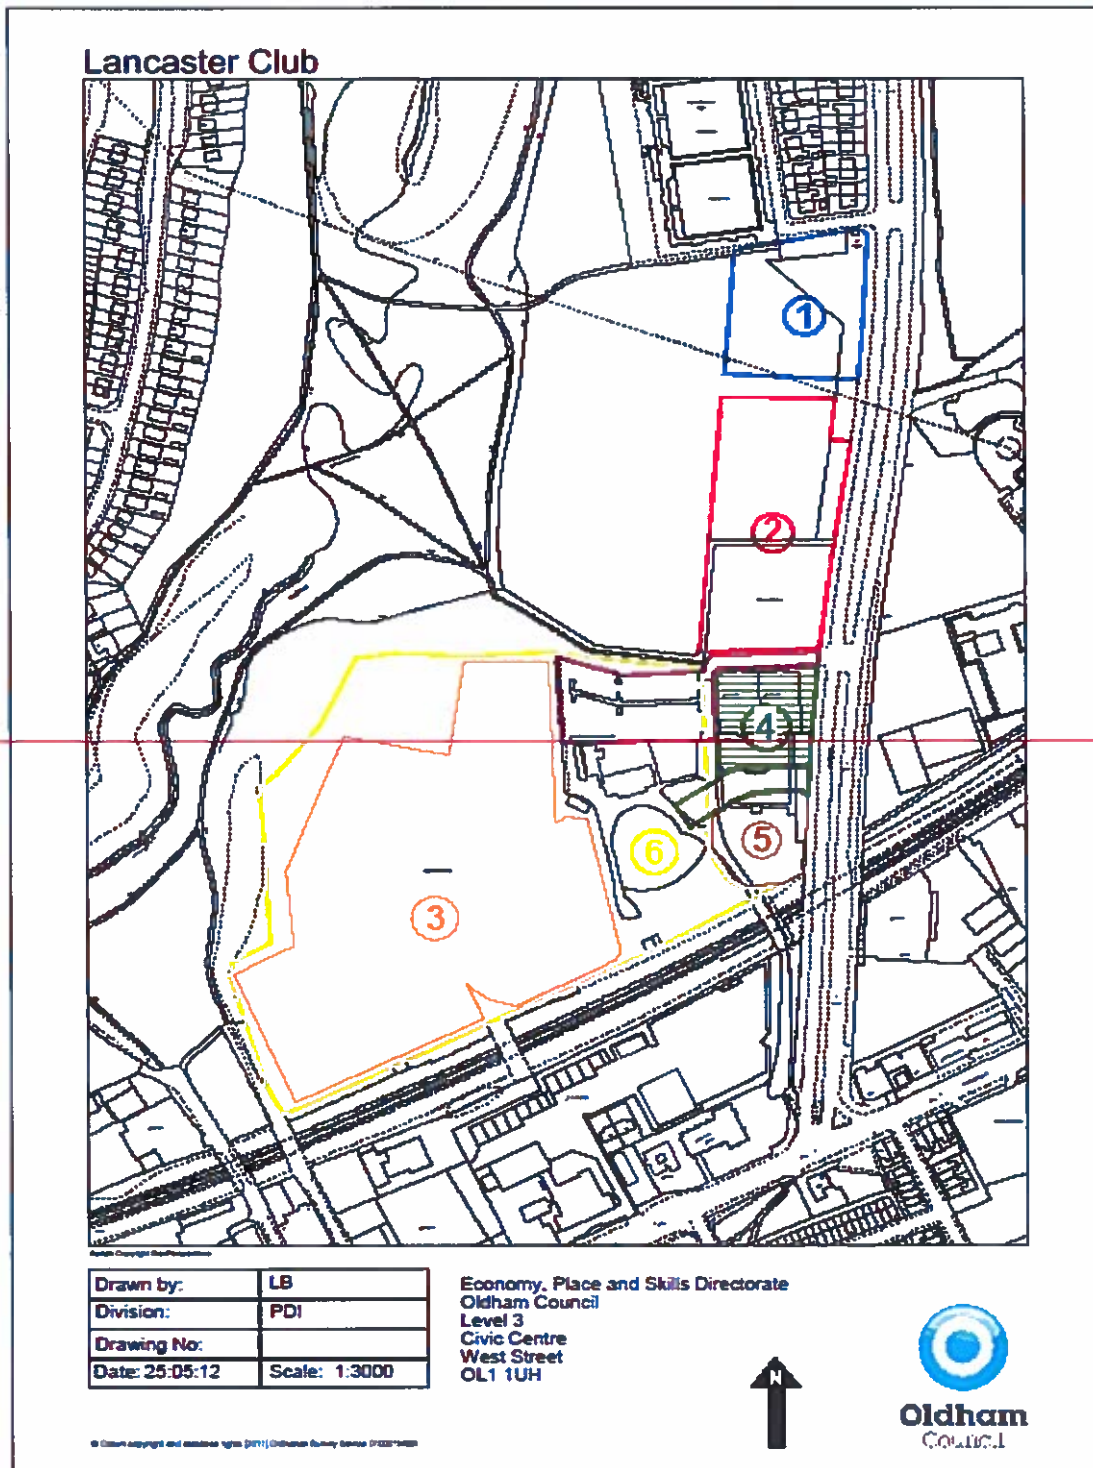 Lancaster Club
1
2
3
4
5
6
Drawn by: LB
Division: PDI
Drawing No:
Date: 25:05:12 Scale: 1:3000
Economy, Place and Skills Directorate
Oldham Council
Level 3
Civic Centre
West Street
OL1 1UH
N
Oldham
Council